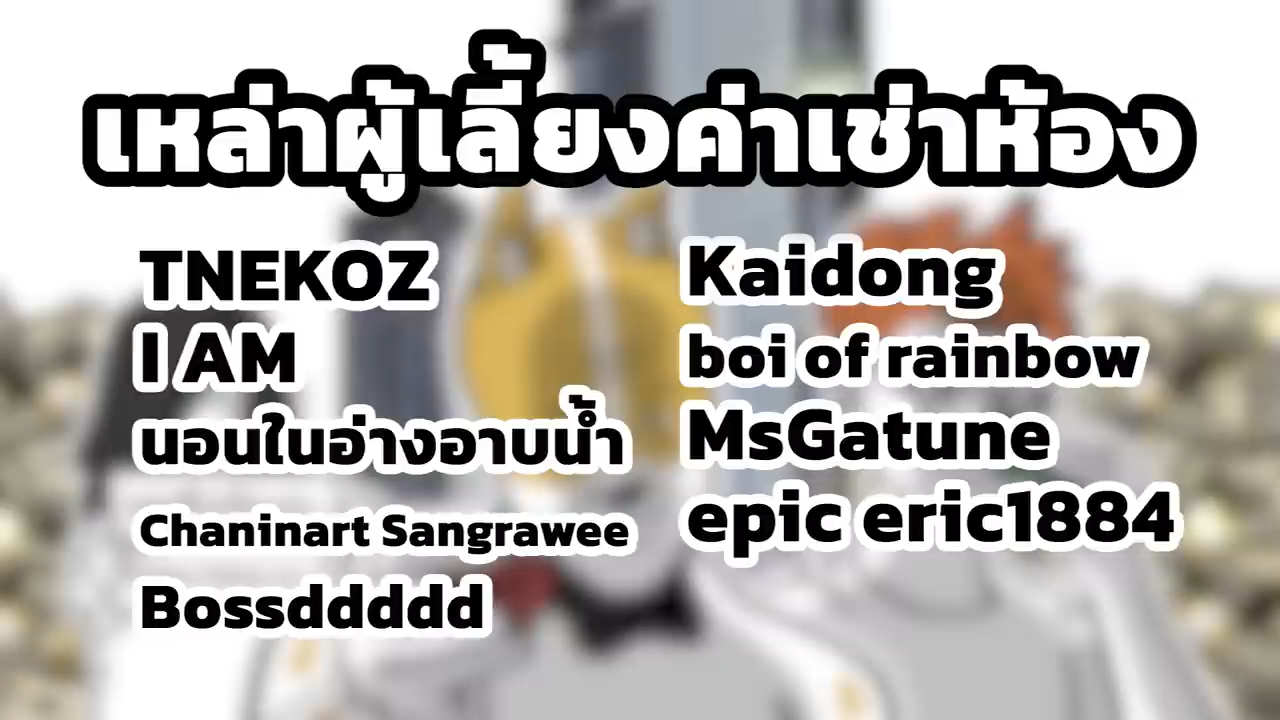 เหล่าผู้เลี้ยงค่าเช่าห้อง
TNEKOZ
I AM
นอนในอ่างอาบน้ำ
Chaninart Sangrawee
Bossddddd
Kaidong
boi of rainbow
MsGatune
epic eric1884